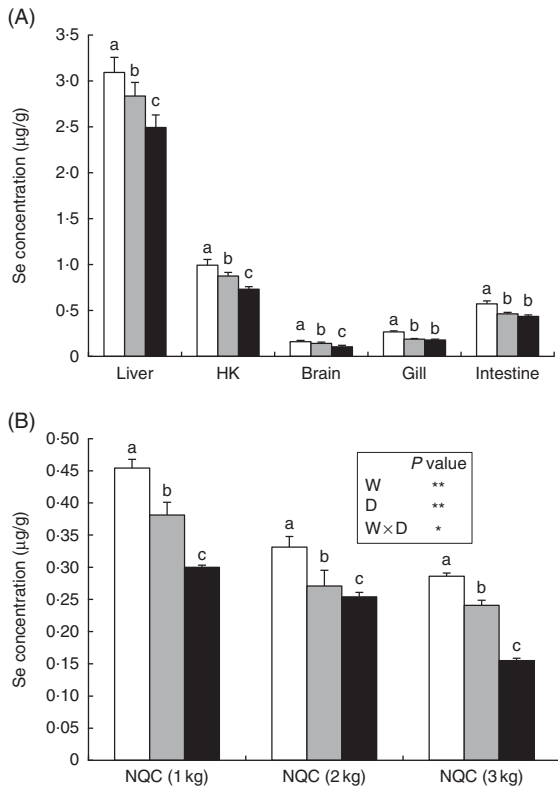 (A)
Se concentration (µg/g)
3·5
3·0
2·5
2·0
1·5
1·0
0·5
0
a b c
a b c
a b c
a b b
a b b
Liver HK Brain Gill Intestine
(B)
Se concentration (µg/g)
0·50
0·45
0·40
0·35
0·30
0·25
0·20
0·15
0·10
0·05
0·00
a b c
a b c
a b c
P value
W **
D **
W×D *
NQC (1 kg) NQC (2 kg) NQC (3 kg)